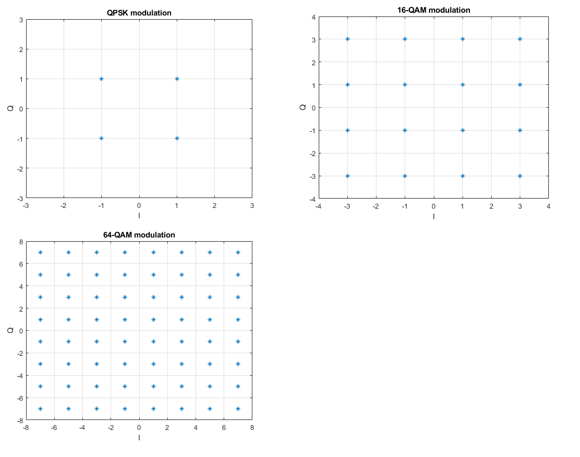 QPSK modulation
3
2
1
0
-1
-2
-3
Q
-3 -2 -1 0 1 2 3
I
16-QAM modulation
4
3
2
1
0
-1
-2
-3
-4
Q
-4 -3 -2 -1 0 1 2 3 4
I
64-QAM modulation
8
6
4
2
0
-2
-4
-6
-8
Q
-8 -6 -4 -2 0 2 4 6 8
I